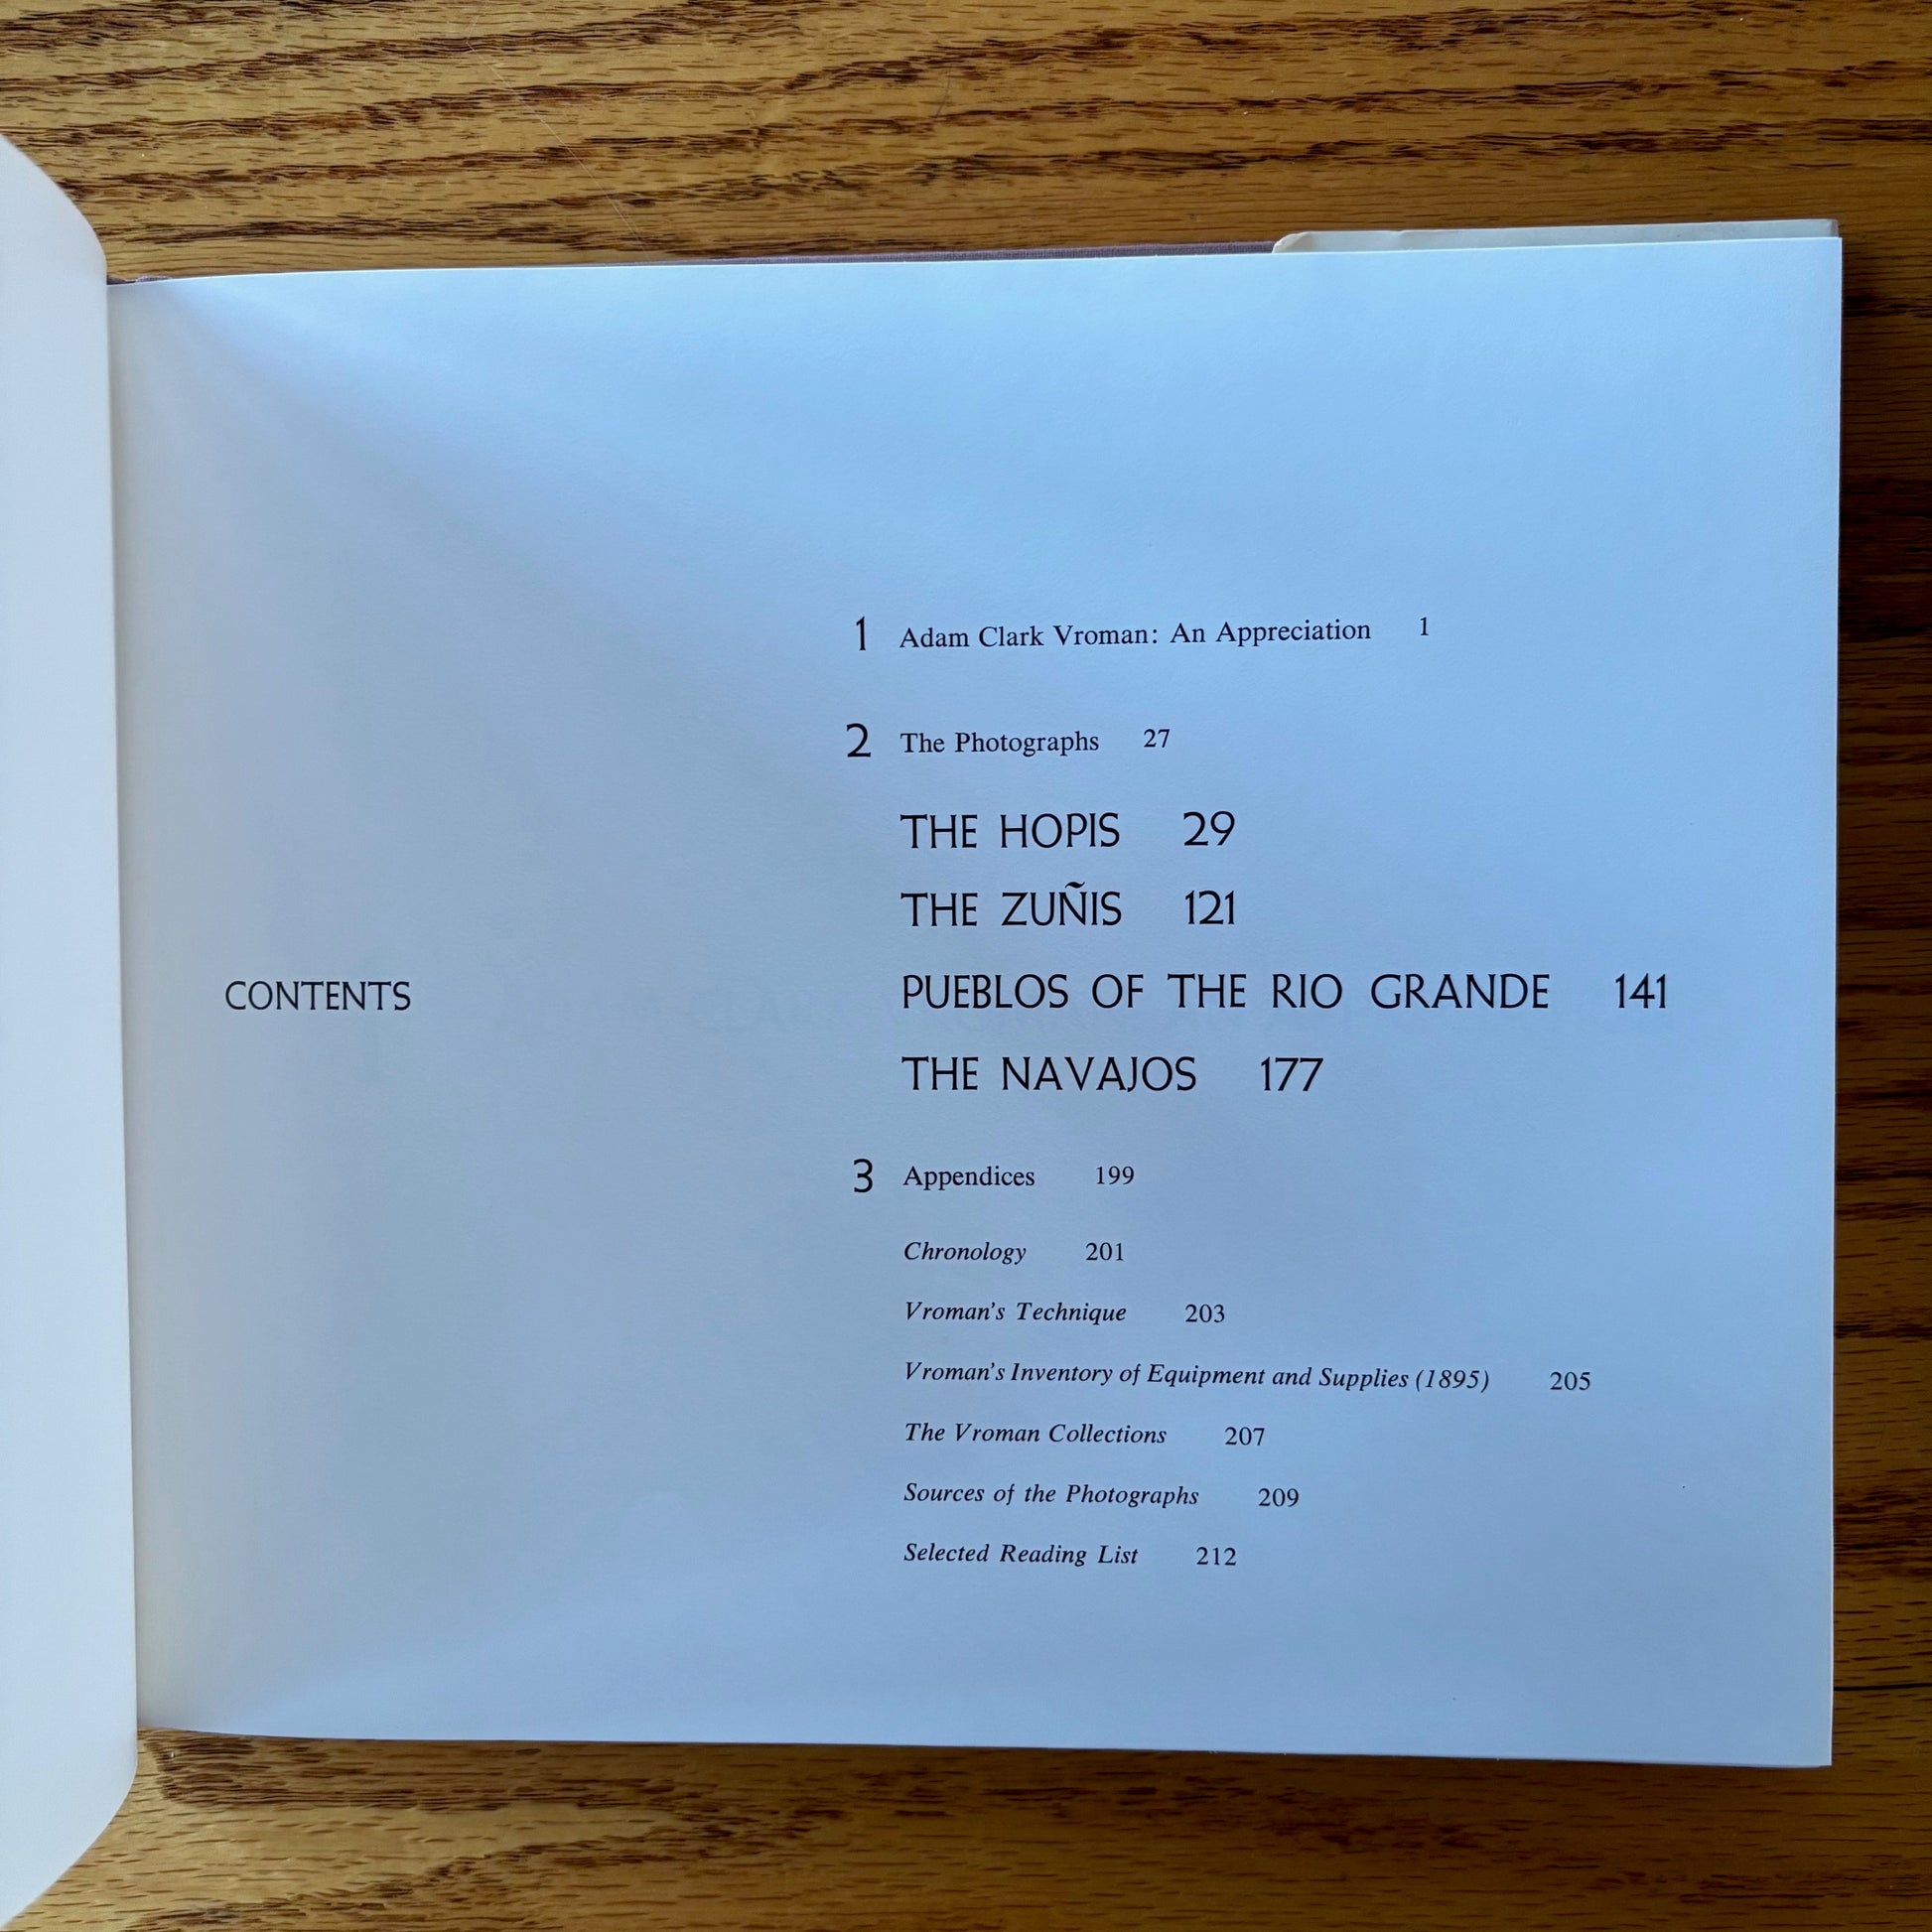 CONTENTS
1 Adam Clark Vroman: An Appreciation 1
2 The Photographs 27
THE HOPIS 29
THE ZUÑIS 121
PUEBLOS OF THE RIO GRANDE 141
THE NAVAJOS 177
3 Appendices 199
Chronology 201
Vroman's Technique 203
Vroman's Inventory of Equipment and Supplies (1895) 205
The Vroman Collections 207
Sources of the Photographs 209
Selected Reading List 212